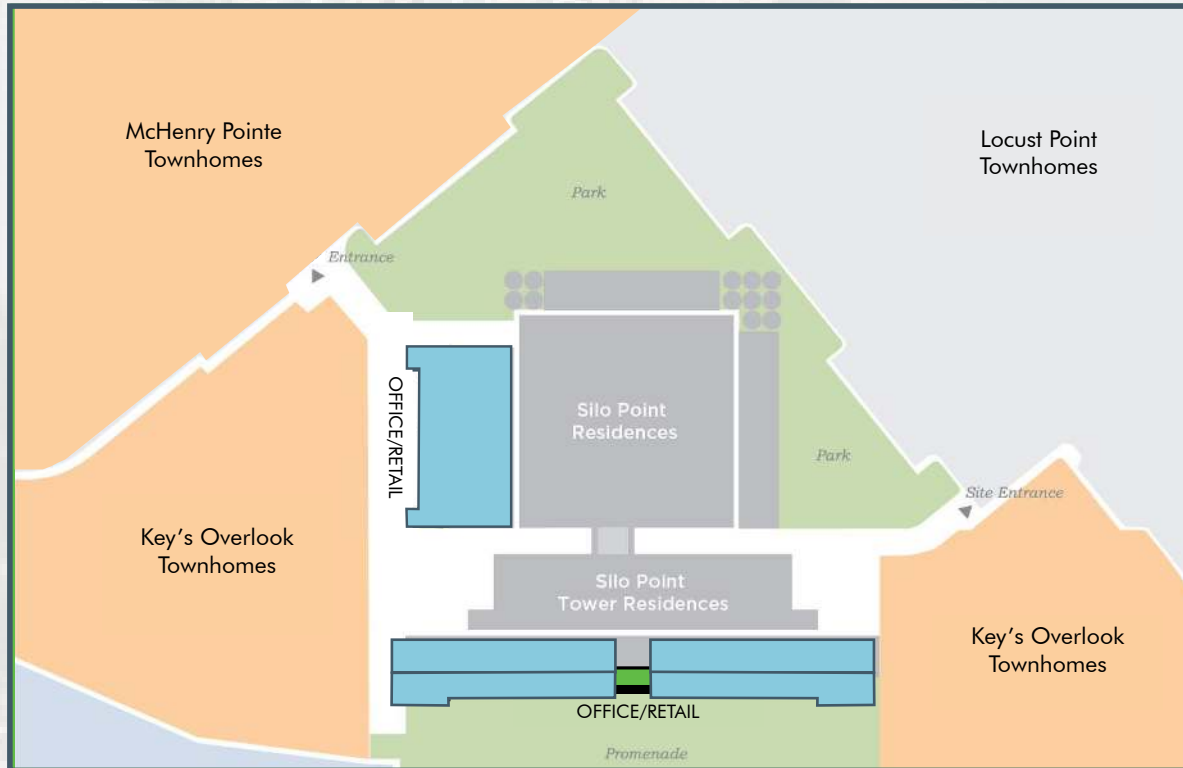 McHenry Pointe
Townhomes
Locust Point
Townhomes
Park
Entrance
OFFICE/RETAIL
Silo Point
Residences
Park
Site Entrance
Key's Overlook
Townhomes
Silo Point
Tower Residences
Key's Overlook
Townhomes
OFFICE/RETAIL
Promenade